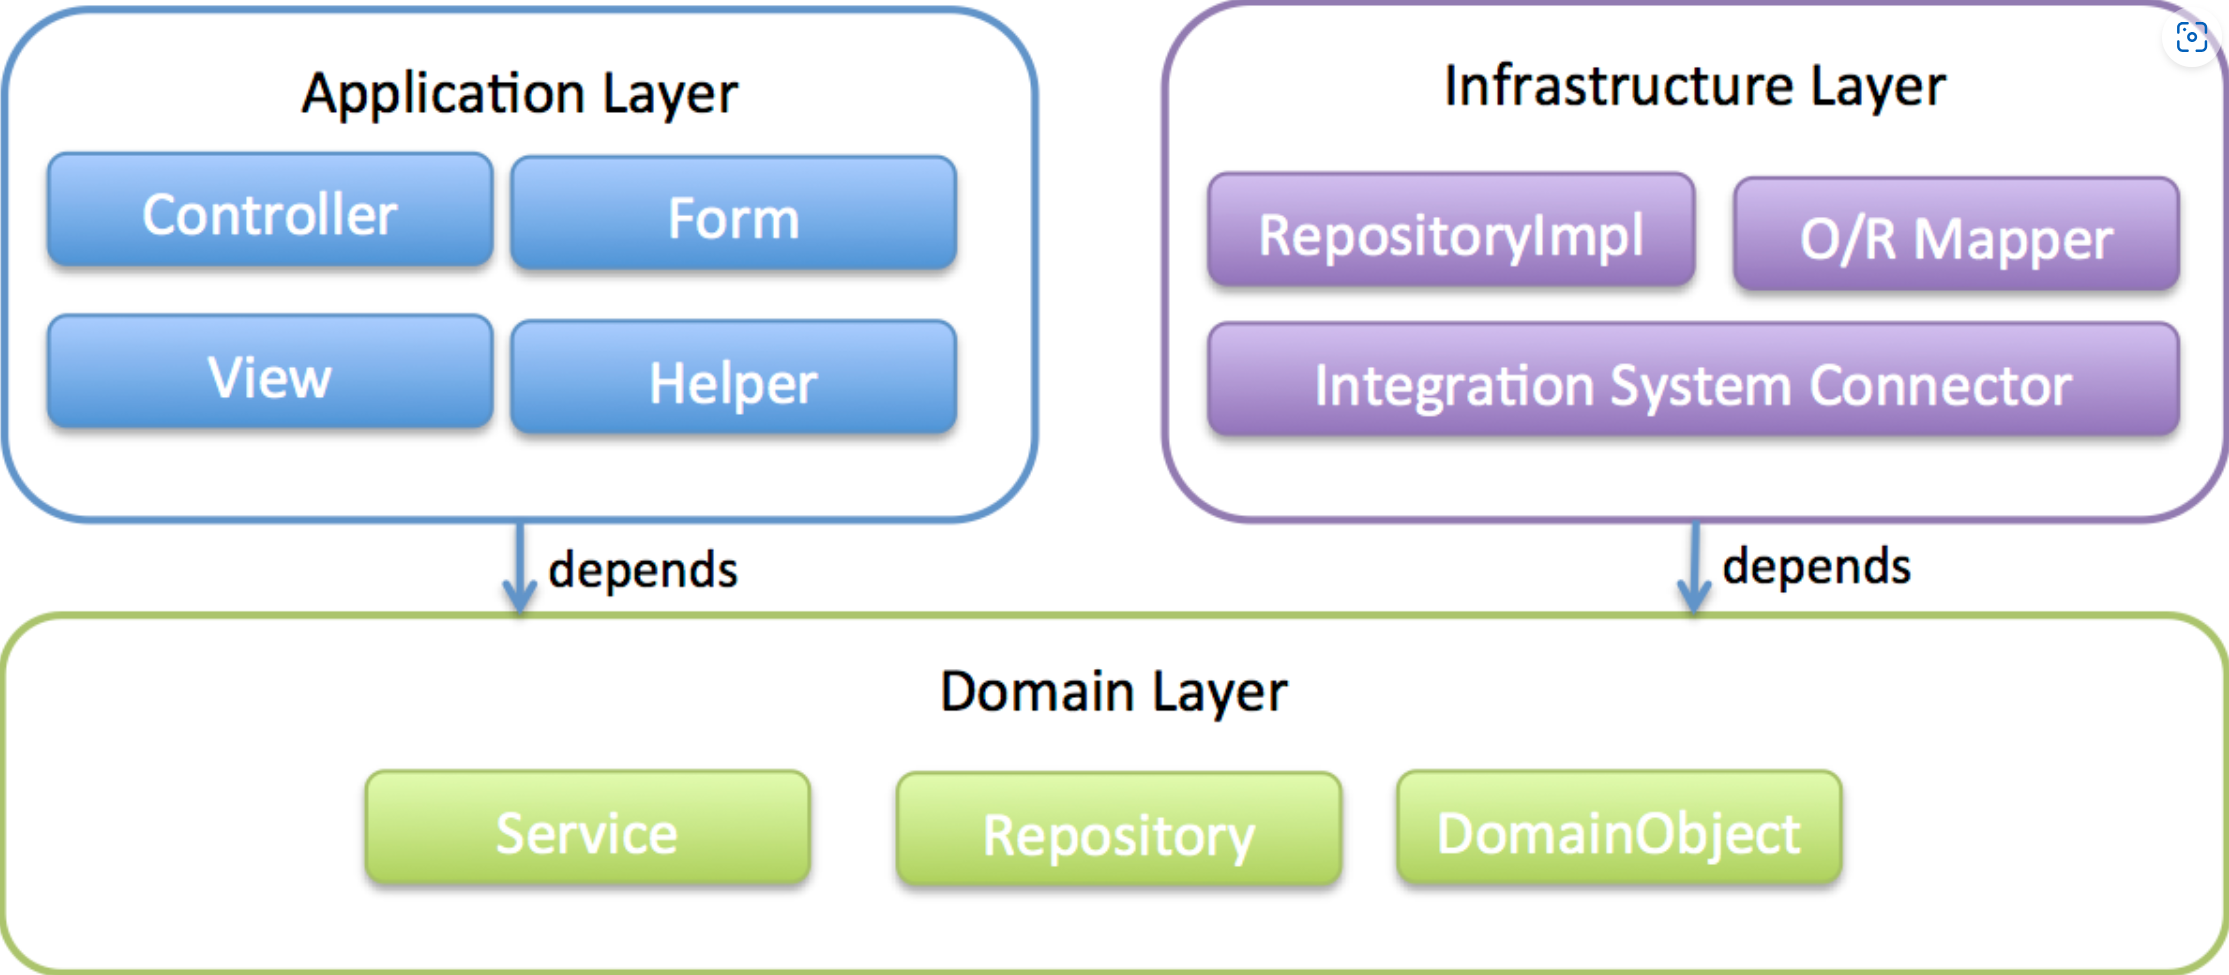 Application Layer
Controller
Form
View
Helper
Infrastructure Layer
RepositoryImpl
O/R Mapper
Integration System Connector
depends
depends
Domain Layer
Service
Repository
DomainObject